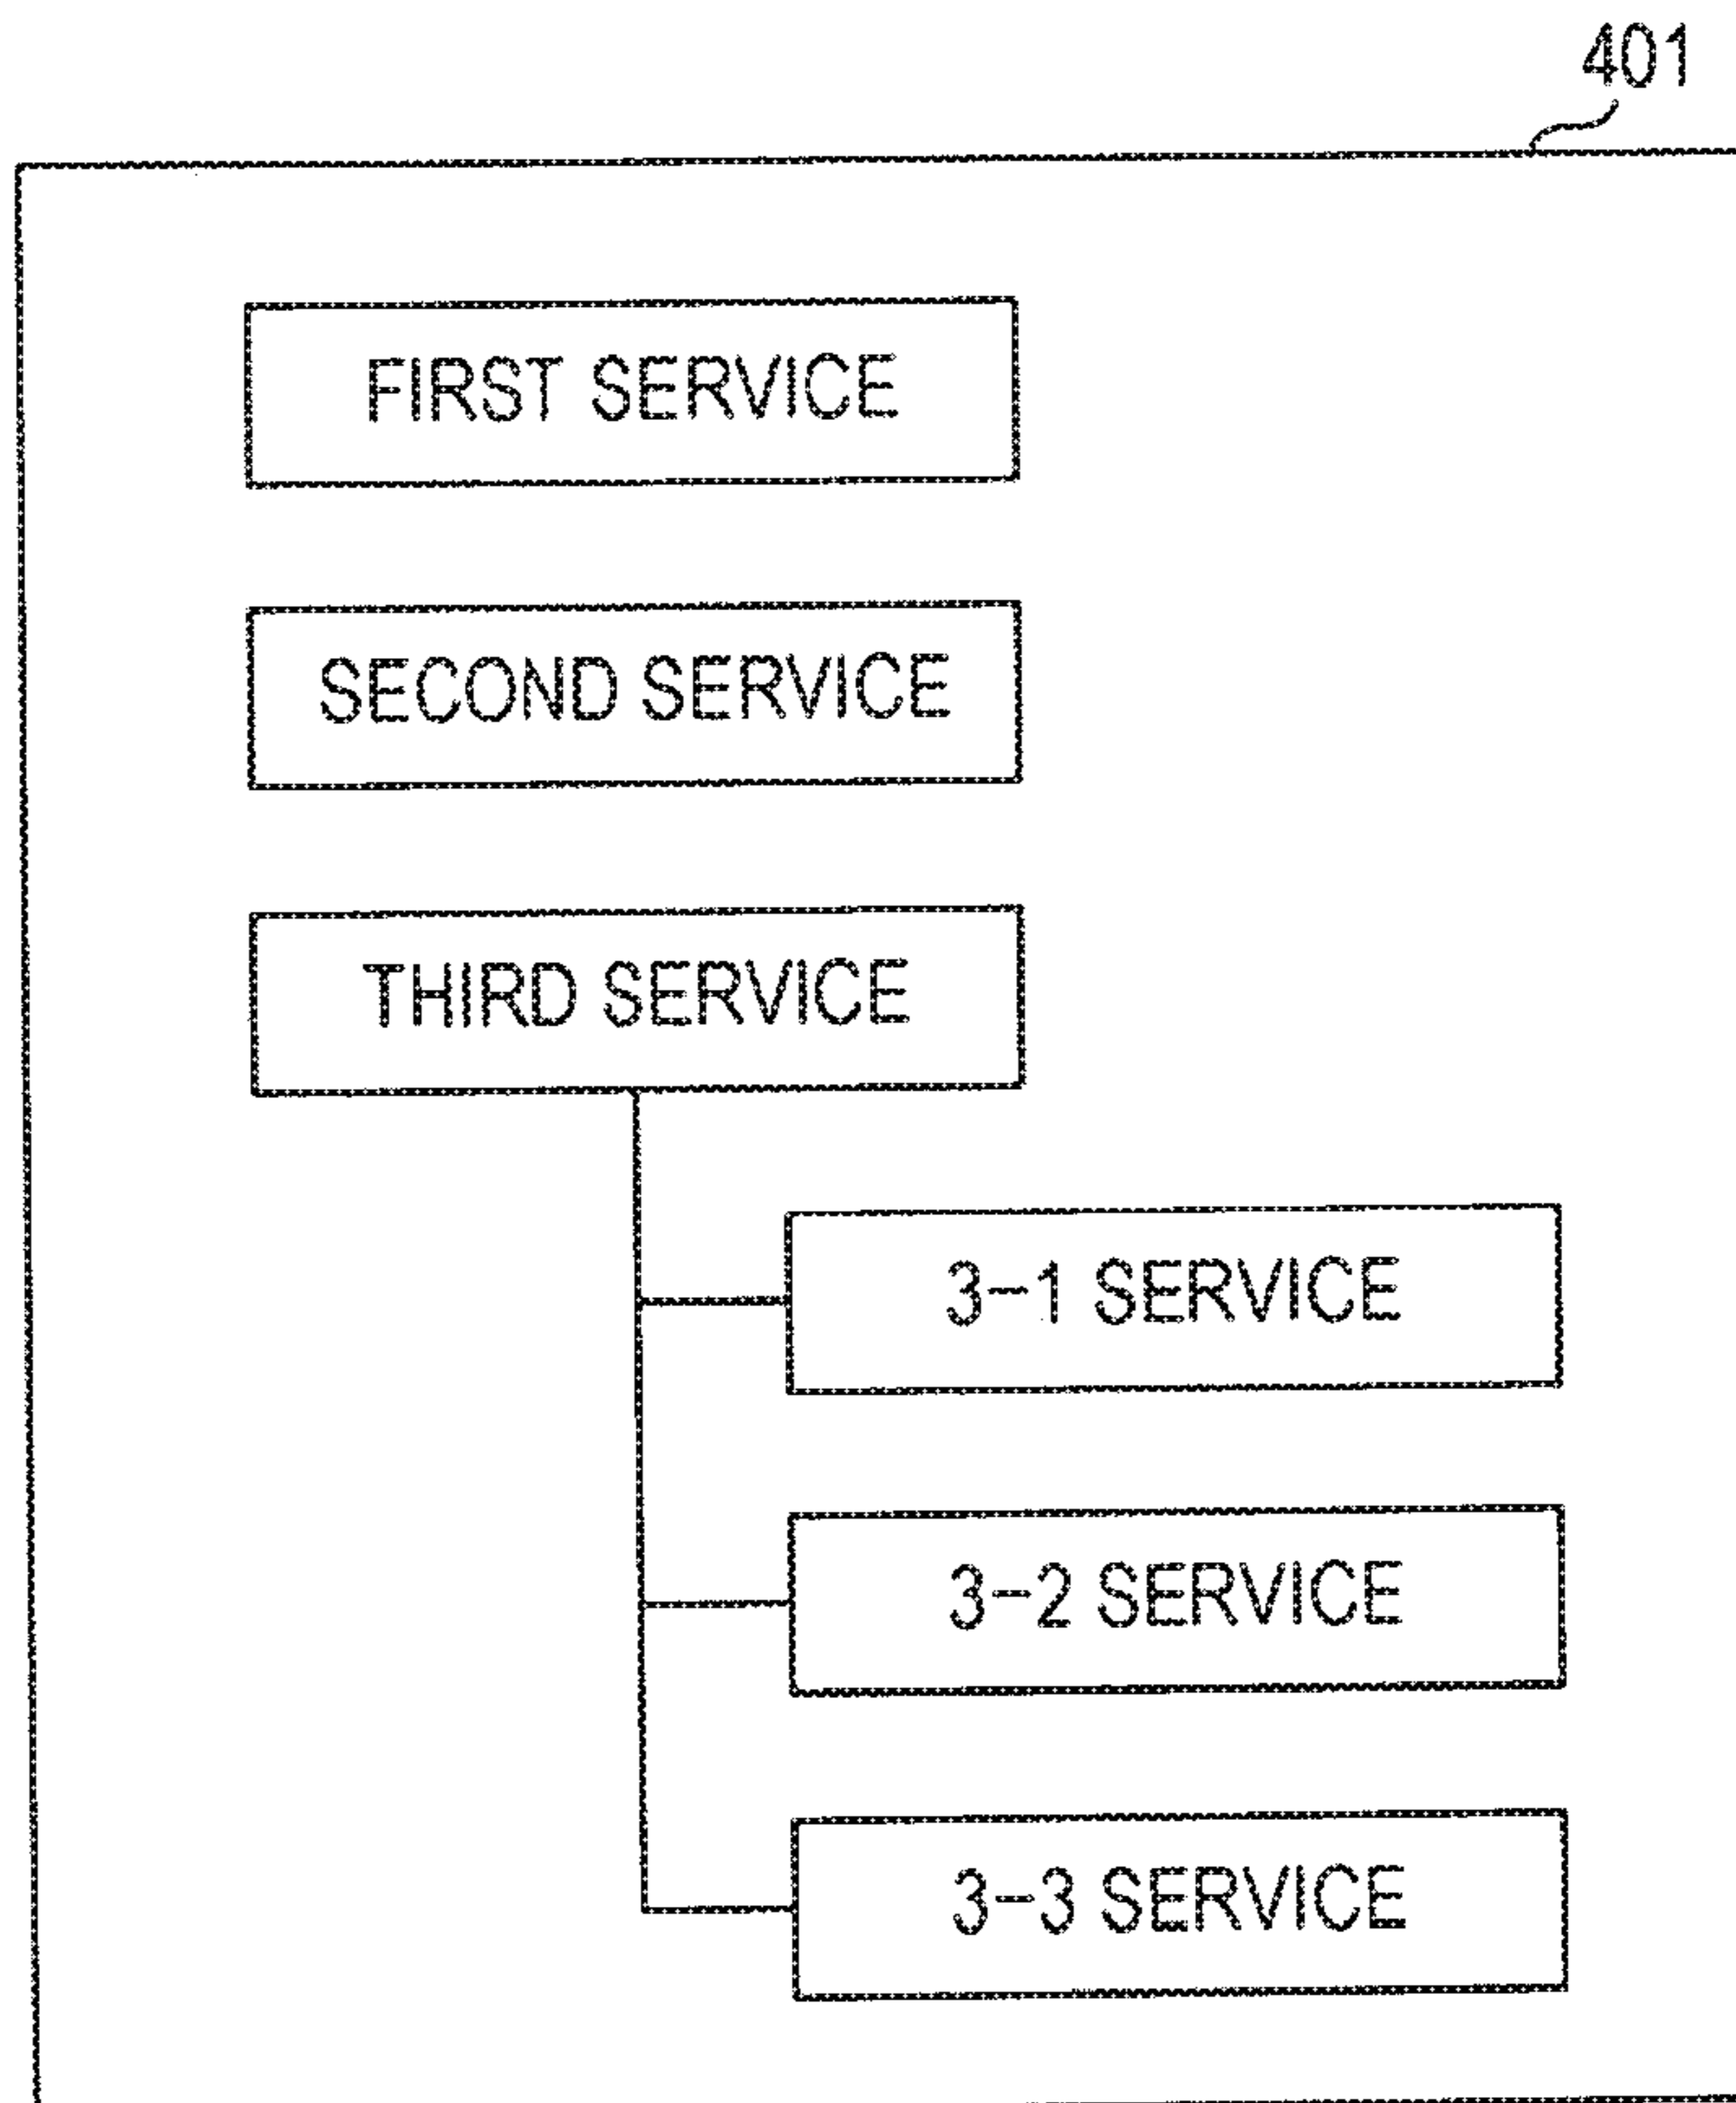 401
FIRST SERVICE
SECOND SERVICE
THIRD SERVICE
3-1 SERVICE
3-2 SERVICE
3-3 SERVICE